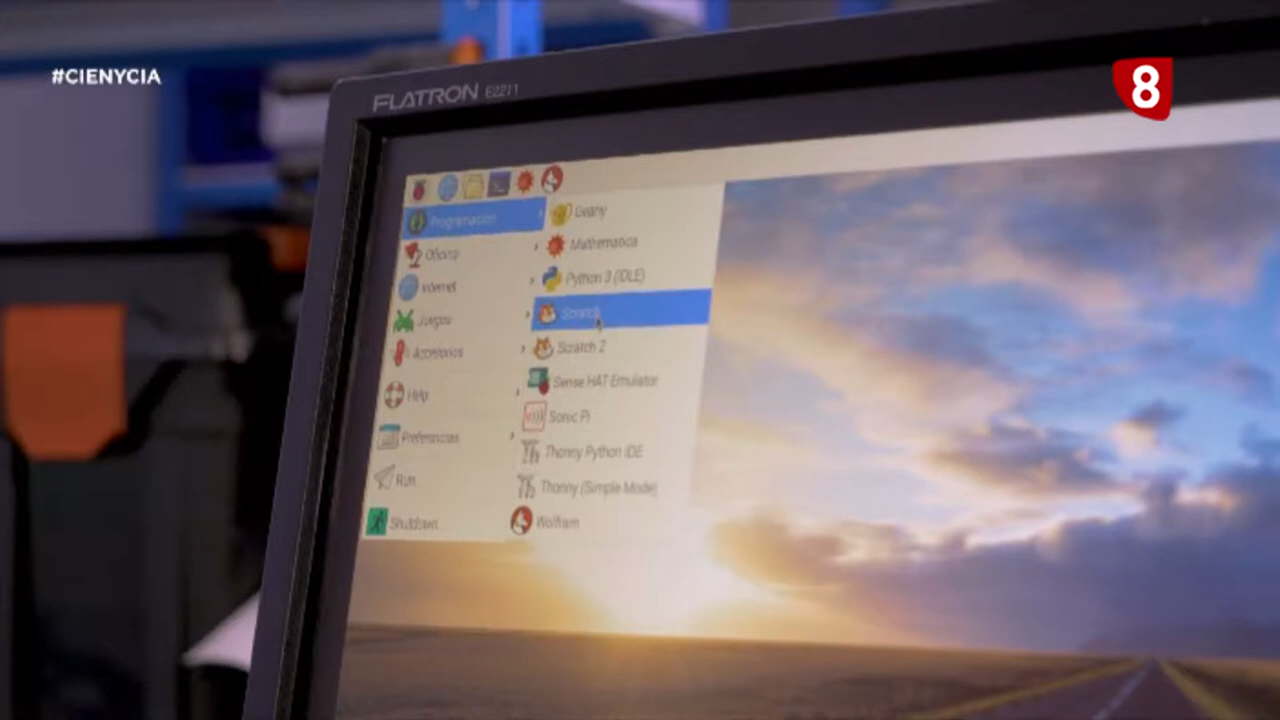 #CIENYCIA
8
FLATRON E2211
Programación
Oficina
Internet
Juegos
Accesorios
Help
Preferencias
Run...
Shutdown...
Geany
Mathematica
Python 3 (IDLE)
Scratch
Scratch 2
Sense HAT Emulator
Sonic Pi
Thonny Python IDE
Thonny (Simple Mode)
Wolfram